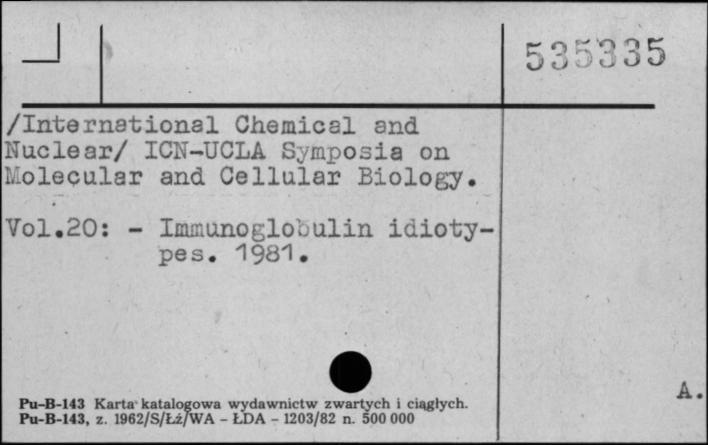 535335
/International Chemical and
Nuclear/ ICN-UCLA Symposia on
Molecular and Cellular Biology.
Vol.20: - Immunoglobulin idioty-
pes. 1981.
A.
Pu-B-143 Karta katalogowa wydawnictw zwartych i ciągłych.
Pu-B-143, z. 1962/S/Łź/WA - ŁDA - 1203/82 n. 500 000